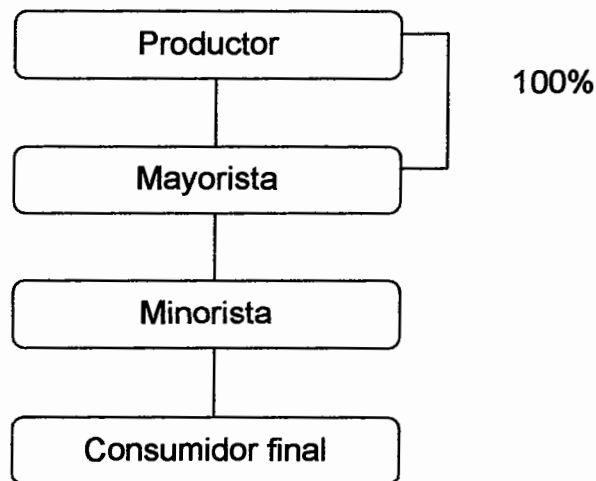 Productor
100%
Mayorista
Minorista
Consumidor final